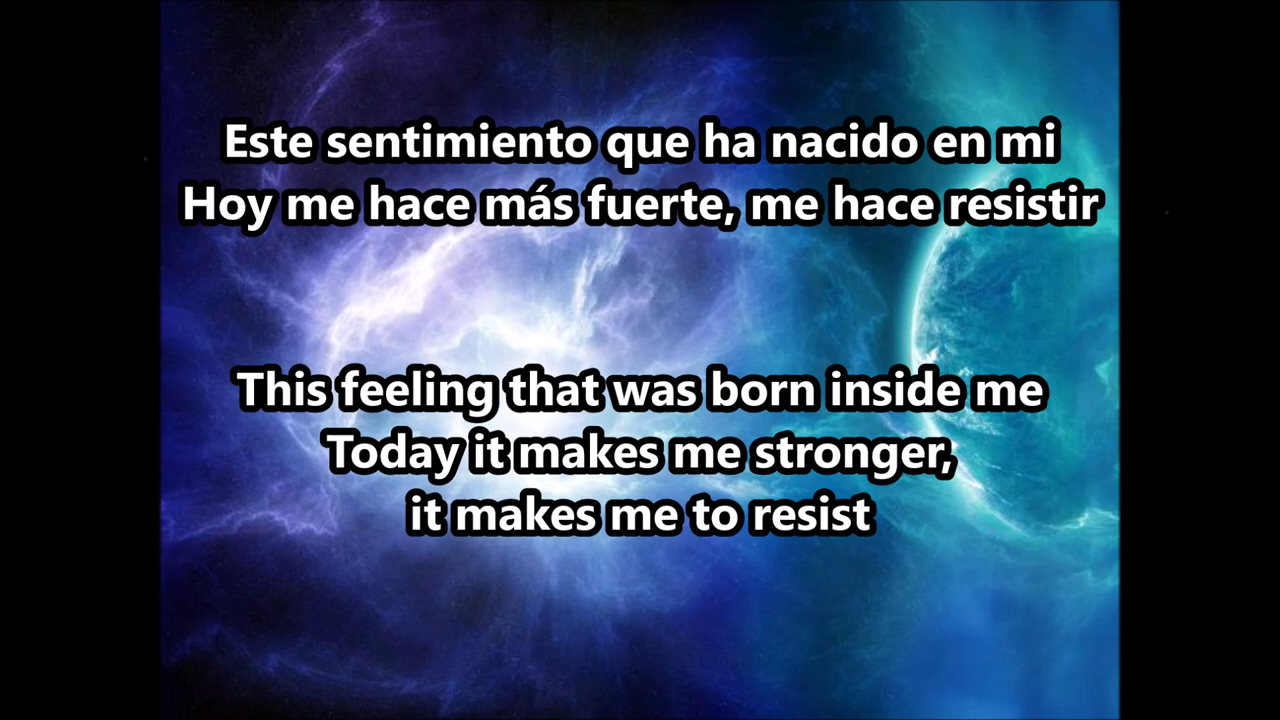 Este sentimiento que ha nacido en mi
Hoy me hace más fuerte, me hace resistir
This feeling that was born inside me
Today it makes me stronger,
it makes me to resist